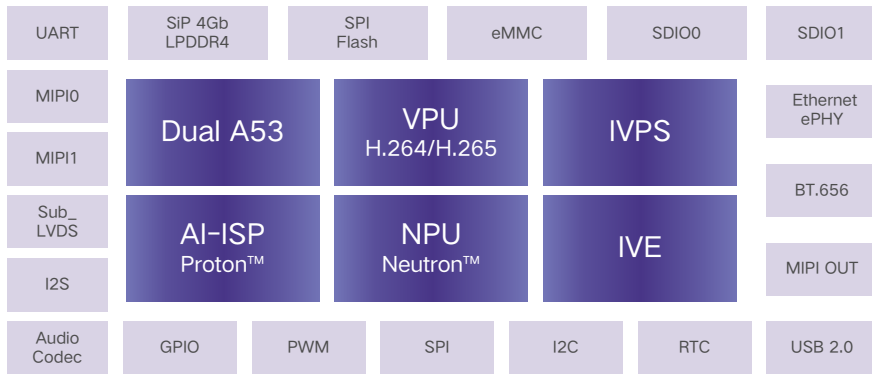 UART
SiP 4Gb
LPDDR4
SPI
Flash
eMMC
SDIO0
SDIO1
MIPI0
MIPI1
Sub_
LVDS
I2S
Dual A53
VPU
H.264/H.265
IVPS
AI-ISP
Proton™
NPU
Neutron™
IVE
Ethernet
ePHY
BT.656
MIPI OUT
Audio
Codec
GPIO
PWM
SPI
I2C
RTC
USB 2.0